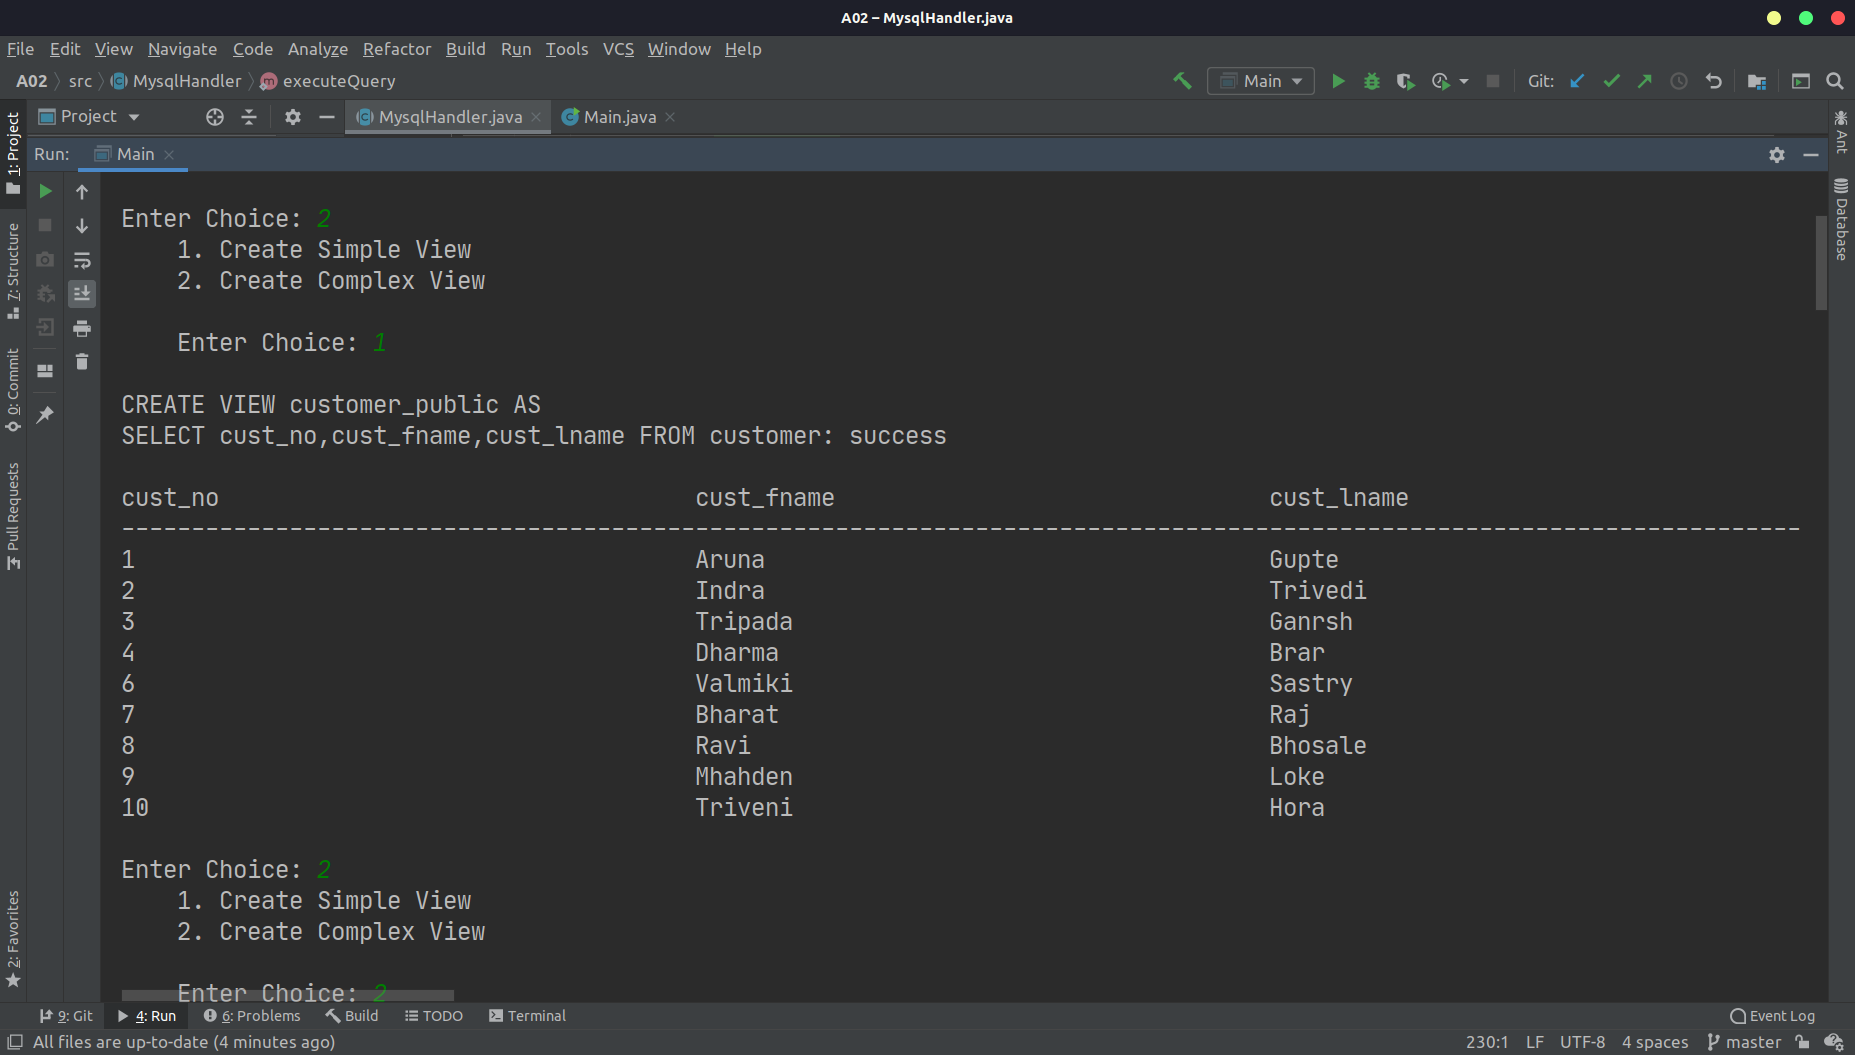 A02 – MysqlHandler.java
File Edit View Navigate Code Analyze Refactor Build Run Tools VCS Window Help
A02 src MysqlHandler executeQuery Main Git:
Project MysqlHandler.java Main.java
Run: Main
1: Project
7: Structure
0: Commit
Pull Requests
2: Favorites
Ant
Database
Enter Choice: 2
1. Create Simple View
2. Create Complex View
Enter Choice: 1
CREATE VIEW customer_public AS
SELECT cust_no,cust_fname,cust_lname FROM customer: success
cust_no cust_fname cust_lname
------------------------------------------------------------------------------------------------------------------------
1 Aruna Gupte
2 Indra Trivedi
3 Tripada Ganrsh
4 Dharma Brar
6 Valmiki Sastry
7 Bharat Raj
8 Ravi Bhosale
9 Mhahden Loke
10 Triveni Hora
Enter Choice: 2
1. Create Simple View
2. Create Complex View
Enter Choice: 2
9: Git 4: Run 6: Problems Build TODO Terminal Event Log
All files are up-to-date (4 minutes ago) 230:1 LF UTF-8 4 spaces master